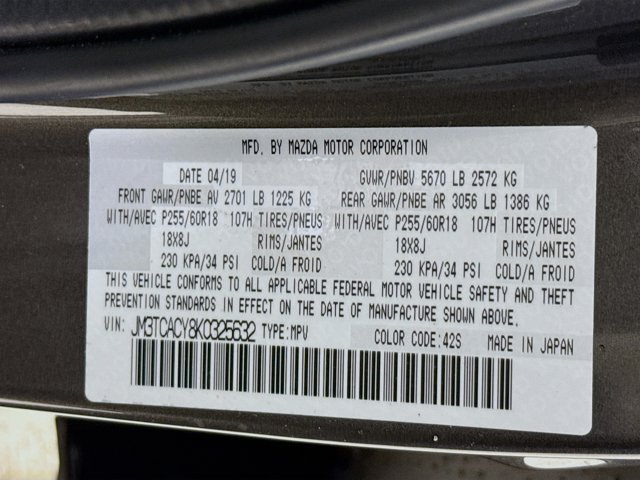 MFD. BY MAZDA MOTOR CORPORATION
DATE 04/19 GVWR/PNBV 5670 LB 2572 KG
FRONT GAWR/PNBE AV 2701 LB 1225 KG REAR GAWR/PNBE AR 3056 LB 1386 KG
WITH/AVEC P255/60R18 107H TIRES/PNEUS WITH/AVEC P255/60R18 107H TIRES/PNEUS
18X8J RIMS/JANTES 18X8J RIMS/JANTES
230 KPA/34 PSI COLD/A FROID 230 KPA/34 PSI COLD/A FROID
THIS VEHICLE CONFORMS TO ALL APPLICABLE FEDERAL MOTOR VEHICLE SAFETY AND THEFT
PREVENTION STANDARDS IN EFFECT ON THE DATE OF MANUFACTURE SHOWN ABOVE.
VIN: JM3TCACY8K0325632 TYPE:MPV COLOR CODE:42S MADE IN JAPAN